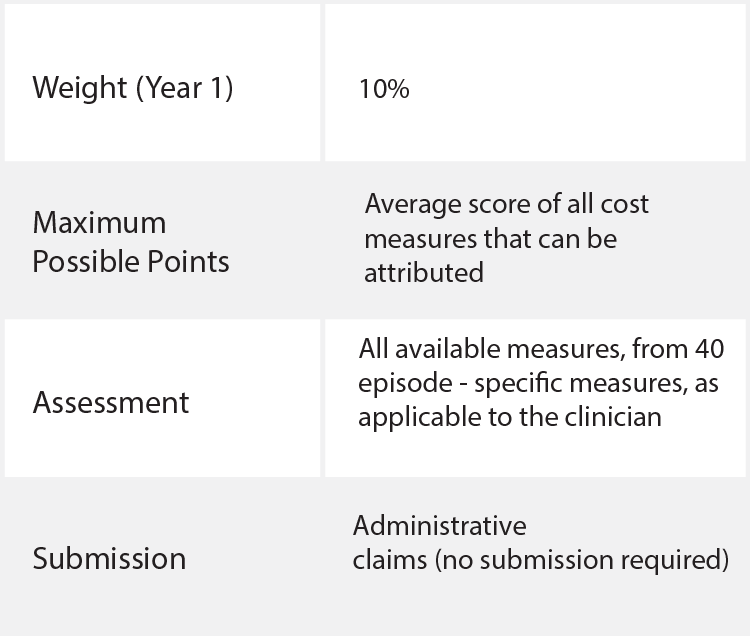 Weight (Year 1)
10%
Maximum
Possible Points
Average score of all cost
measures that can be
attributed
Assessment
All available measures, from 40
episode - specific measures, as
applicable to the clinician
Submission
Administrative
claims (no submission required)